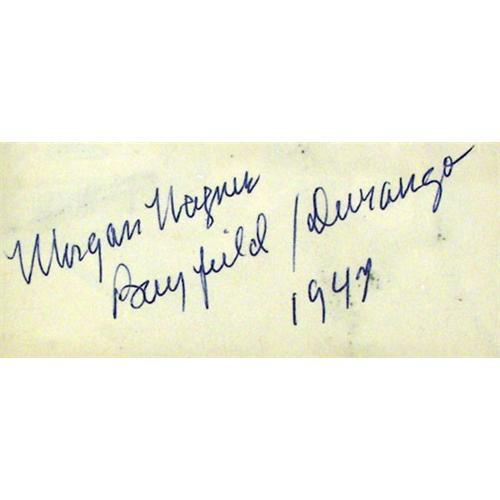 Morgan Wagner
Bayfield / Durango
1947